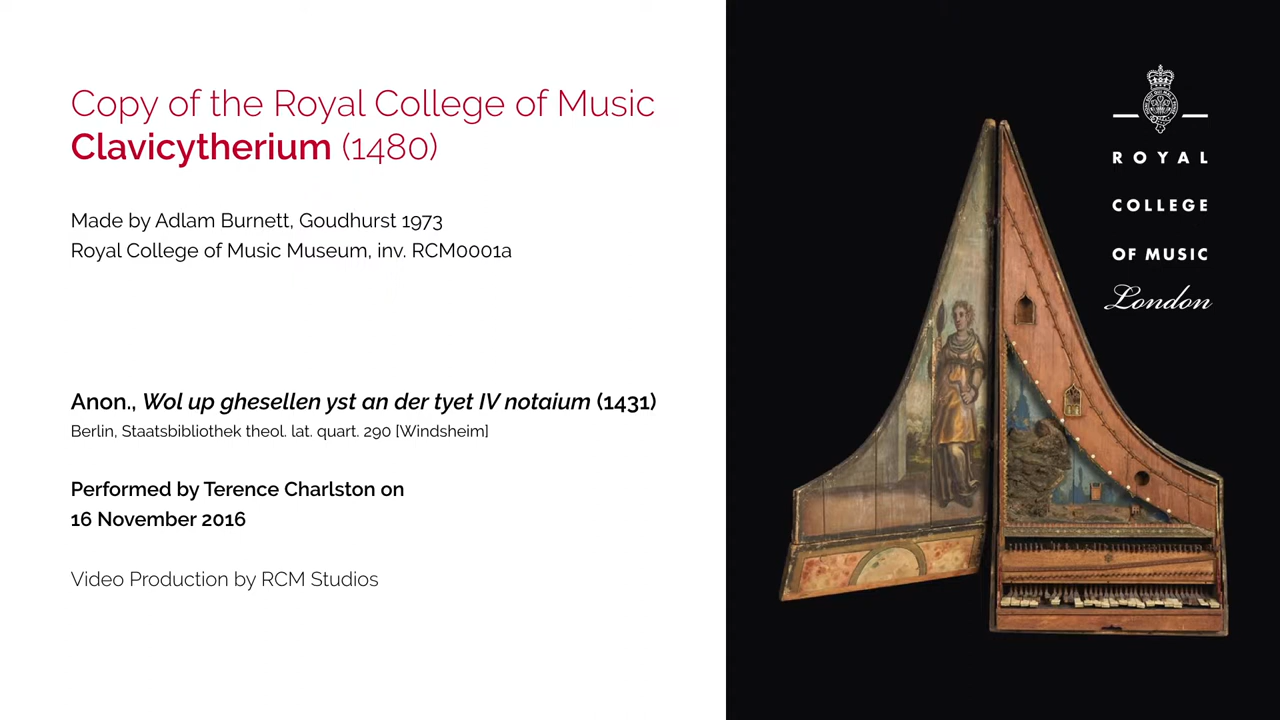 Copy of the Royal College of Music
Clavicytherium (1480)
Made by Adlam Burnett, Goudhurst 1973
Royal College of Music Museum, inv. RCM0001a
Anon., Wol up ghesellen yst an der tyet IV notaium (1431)
Berlin, Staatsbibliothek theol. lat. quart. 290 [Windsheim]
Performed by Terence Charlston on
16 November 2016
Video Production by RCM Studios
ROYAL
COLLEGE
OF MUSIC
London